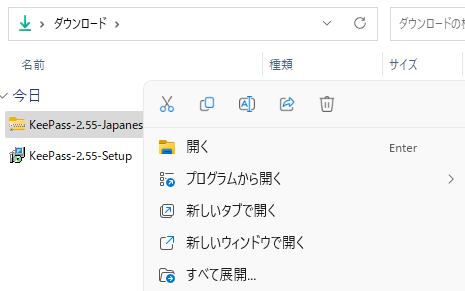 ダウンロード
ダウンロードの検
名前
種類
サイズ
今日
KeePass-2.55-Japanes
KeePass-2.55-Setup
開く
Enter
プログラムから開く
新しいタブで開く
新しいウィンドウで開く
すべて展開...